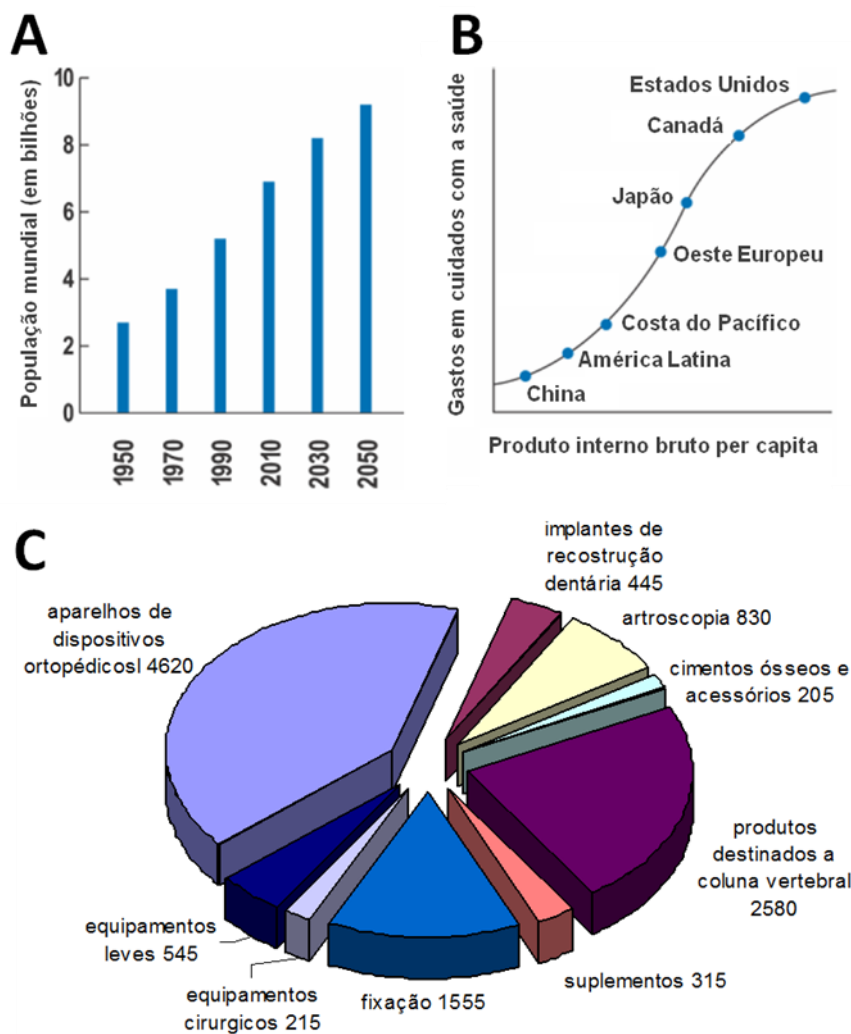 A
População mundial (em bilhões)
10
8
6
4
2
0
1950
1970
1990
2010
2030
2050
B
Gastos em cuidados com a saúde
Estados Unidos
Canadá
Japão
Oeste Europeu
Costa do Pacífico
América Latina
China
Produto interno bruto per capita
C
aparelhos de
dispositivos
ortopédicosl 4620
implantes de
recostrução
dentária 445
artroscopia 830
cimentos ósseos e
acessórios 205
produtos
destinados a
coluna vertebral
2580
suplementos 315
fixação 1555
equipamentos
cirurgicos 215
equipamentos
leves 545